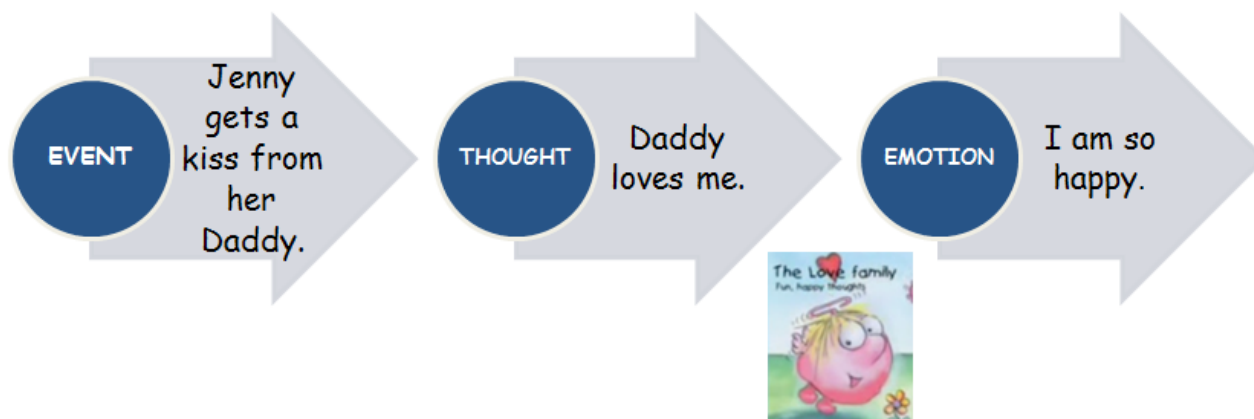 EVENT
Jenny
gets a
kiss from
her
Daddy.
THOUGHT
Daddy
loves me.
EMOTION
I am so
happy.
The Love family
Fun, happy thoughts